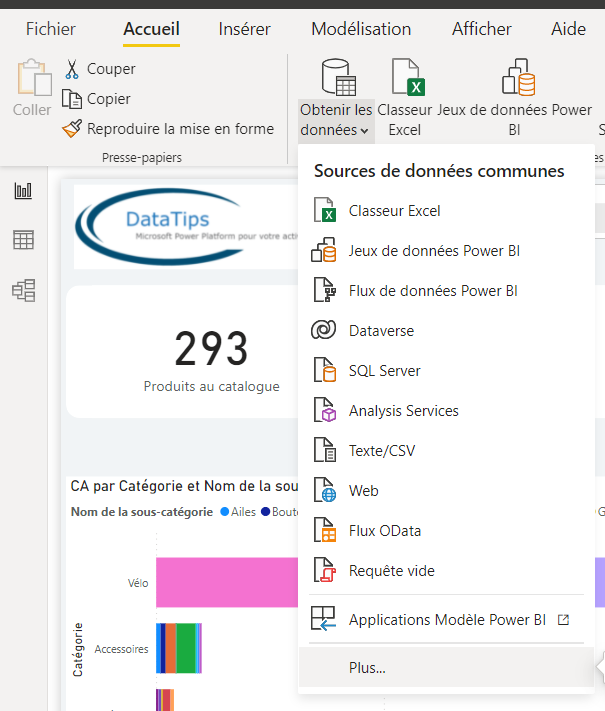 Fichier Accueil Insérer Modélisation Afficher Aide
Coller
Couper
Copier
Reproduire la mise en forme
Presse-papiers
Obtenir les
données
Classeur
Excel
Jeux de données Power
BI
Sources de données communes
Classeur Excel
Jeux de données Power BI
Flux de données Power BI
Dataverse
SQL Server
Analysis Services
Texte/CSV
Web
Flux OData
Requête vide
Applications Modèle Power BI
Plus...
DataTips
Microsoft Power Platform pour votre acti
293
Produits au catalogue
CA par Catégorie et Nom de la sou
Nom de la sous-catégorie Ailes Boute
Catégorie
Vélo
Accessoires